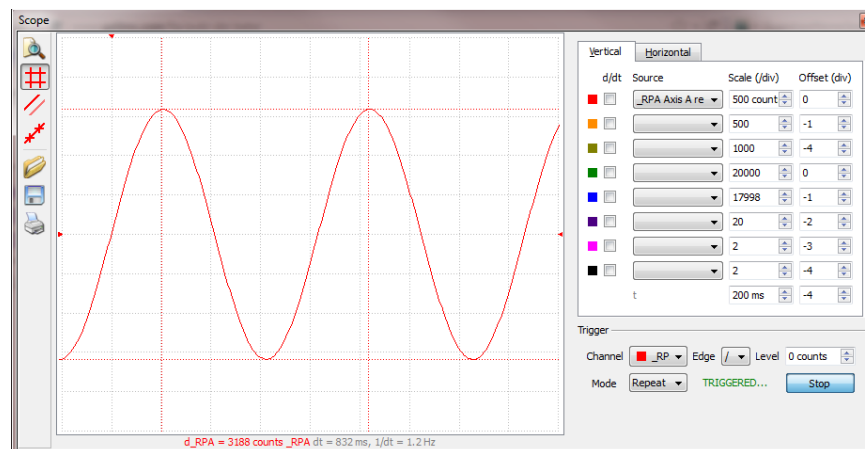 Scope
Vertical Horizontal
d/dt Source Scale (/div) Offset (div)
_RPA Axis A re 500 count 0
500 -1
1000 -4
20000 0
17998 -1
20 -2
2 -3
2 -4
t 200 ms -4
Trigger
Channel _RP Edge / Level 0 counts
Mode Repeat TRIGGERED... Stop
d_RPA = 3188 counts _RPA dt = 832 ms, 1/dt = 1.2 Hz